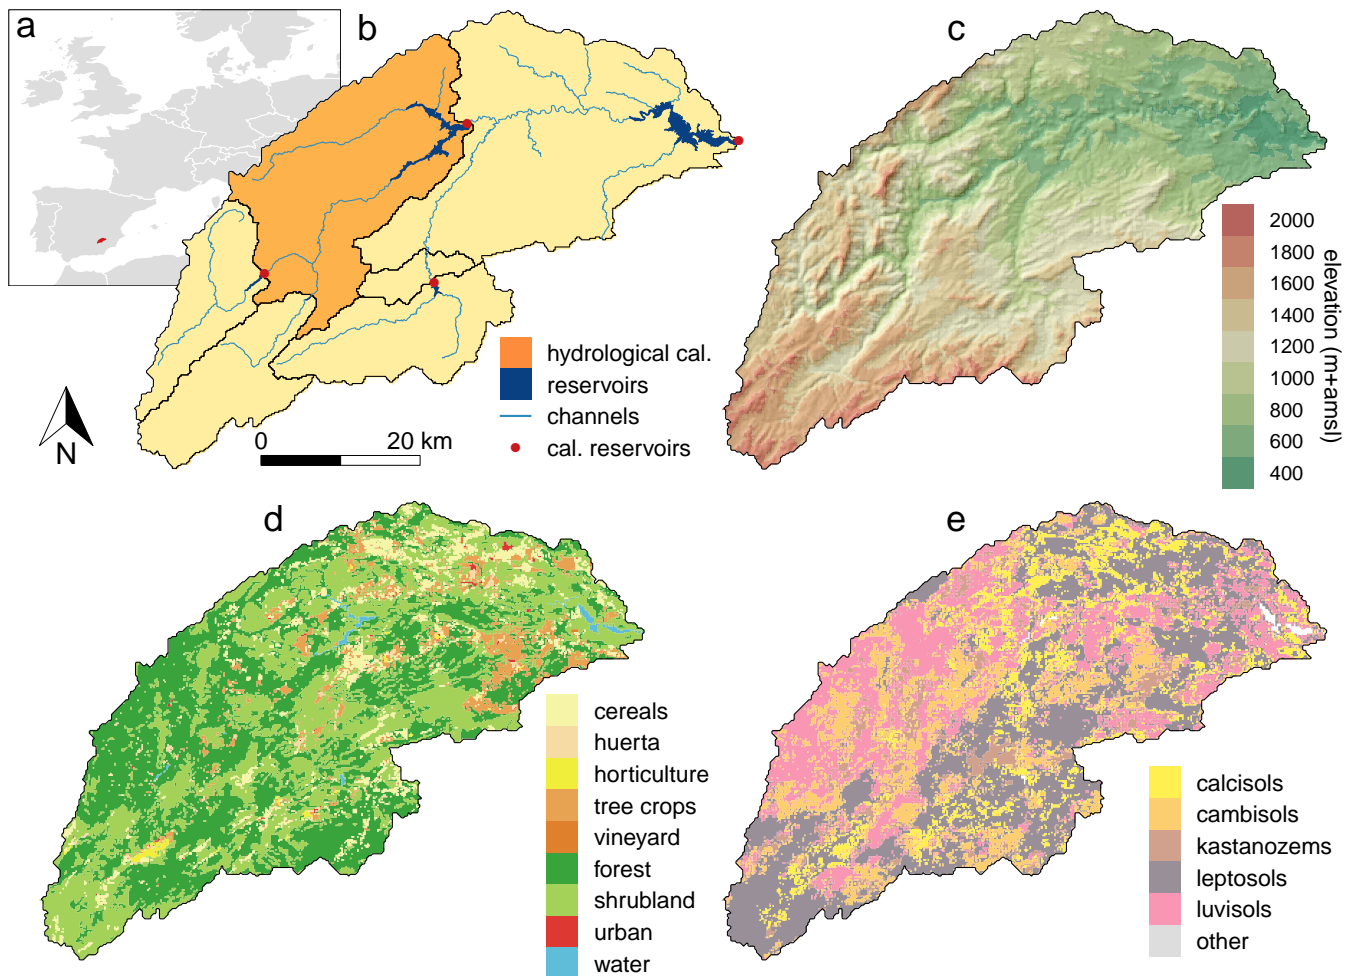 a
b
c
hydrological cal.
reservoirs
channels
cal. reservoirs
N
0 20 km
2000
1800
1600
1400
1200
1000
800
600
400
elevation (m+amsl)
d
e
cereals
huerta
horticulture
tree crops
vineyard
forest
shrubland
urban
water
calcisols
cambisols
kastanozems
leptosols
luvisols
other